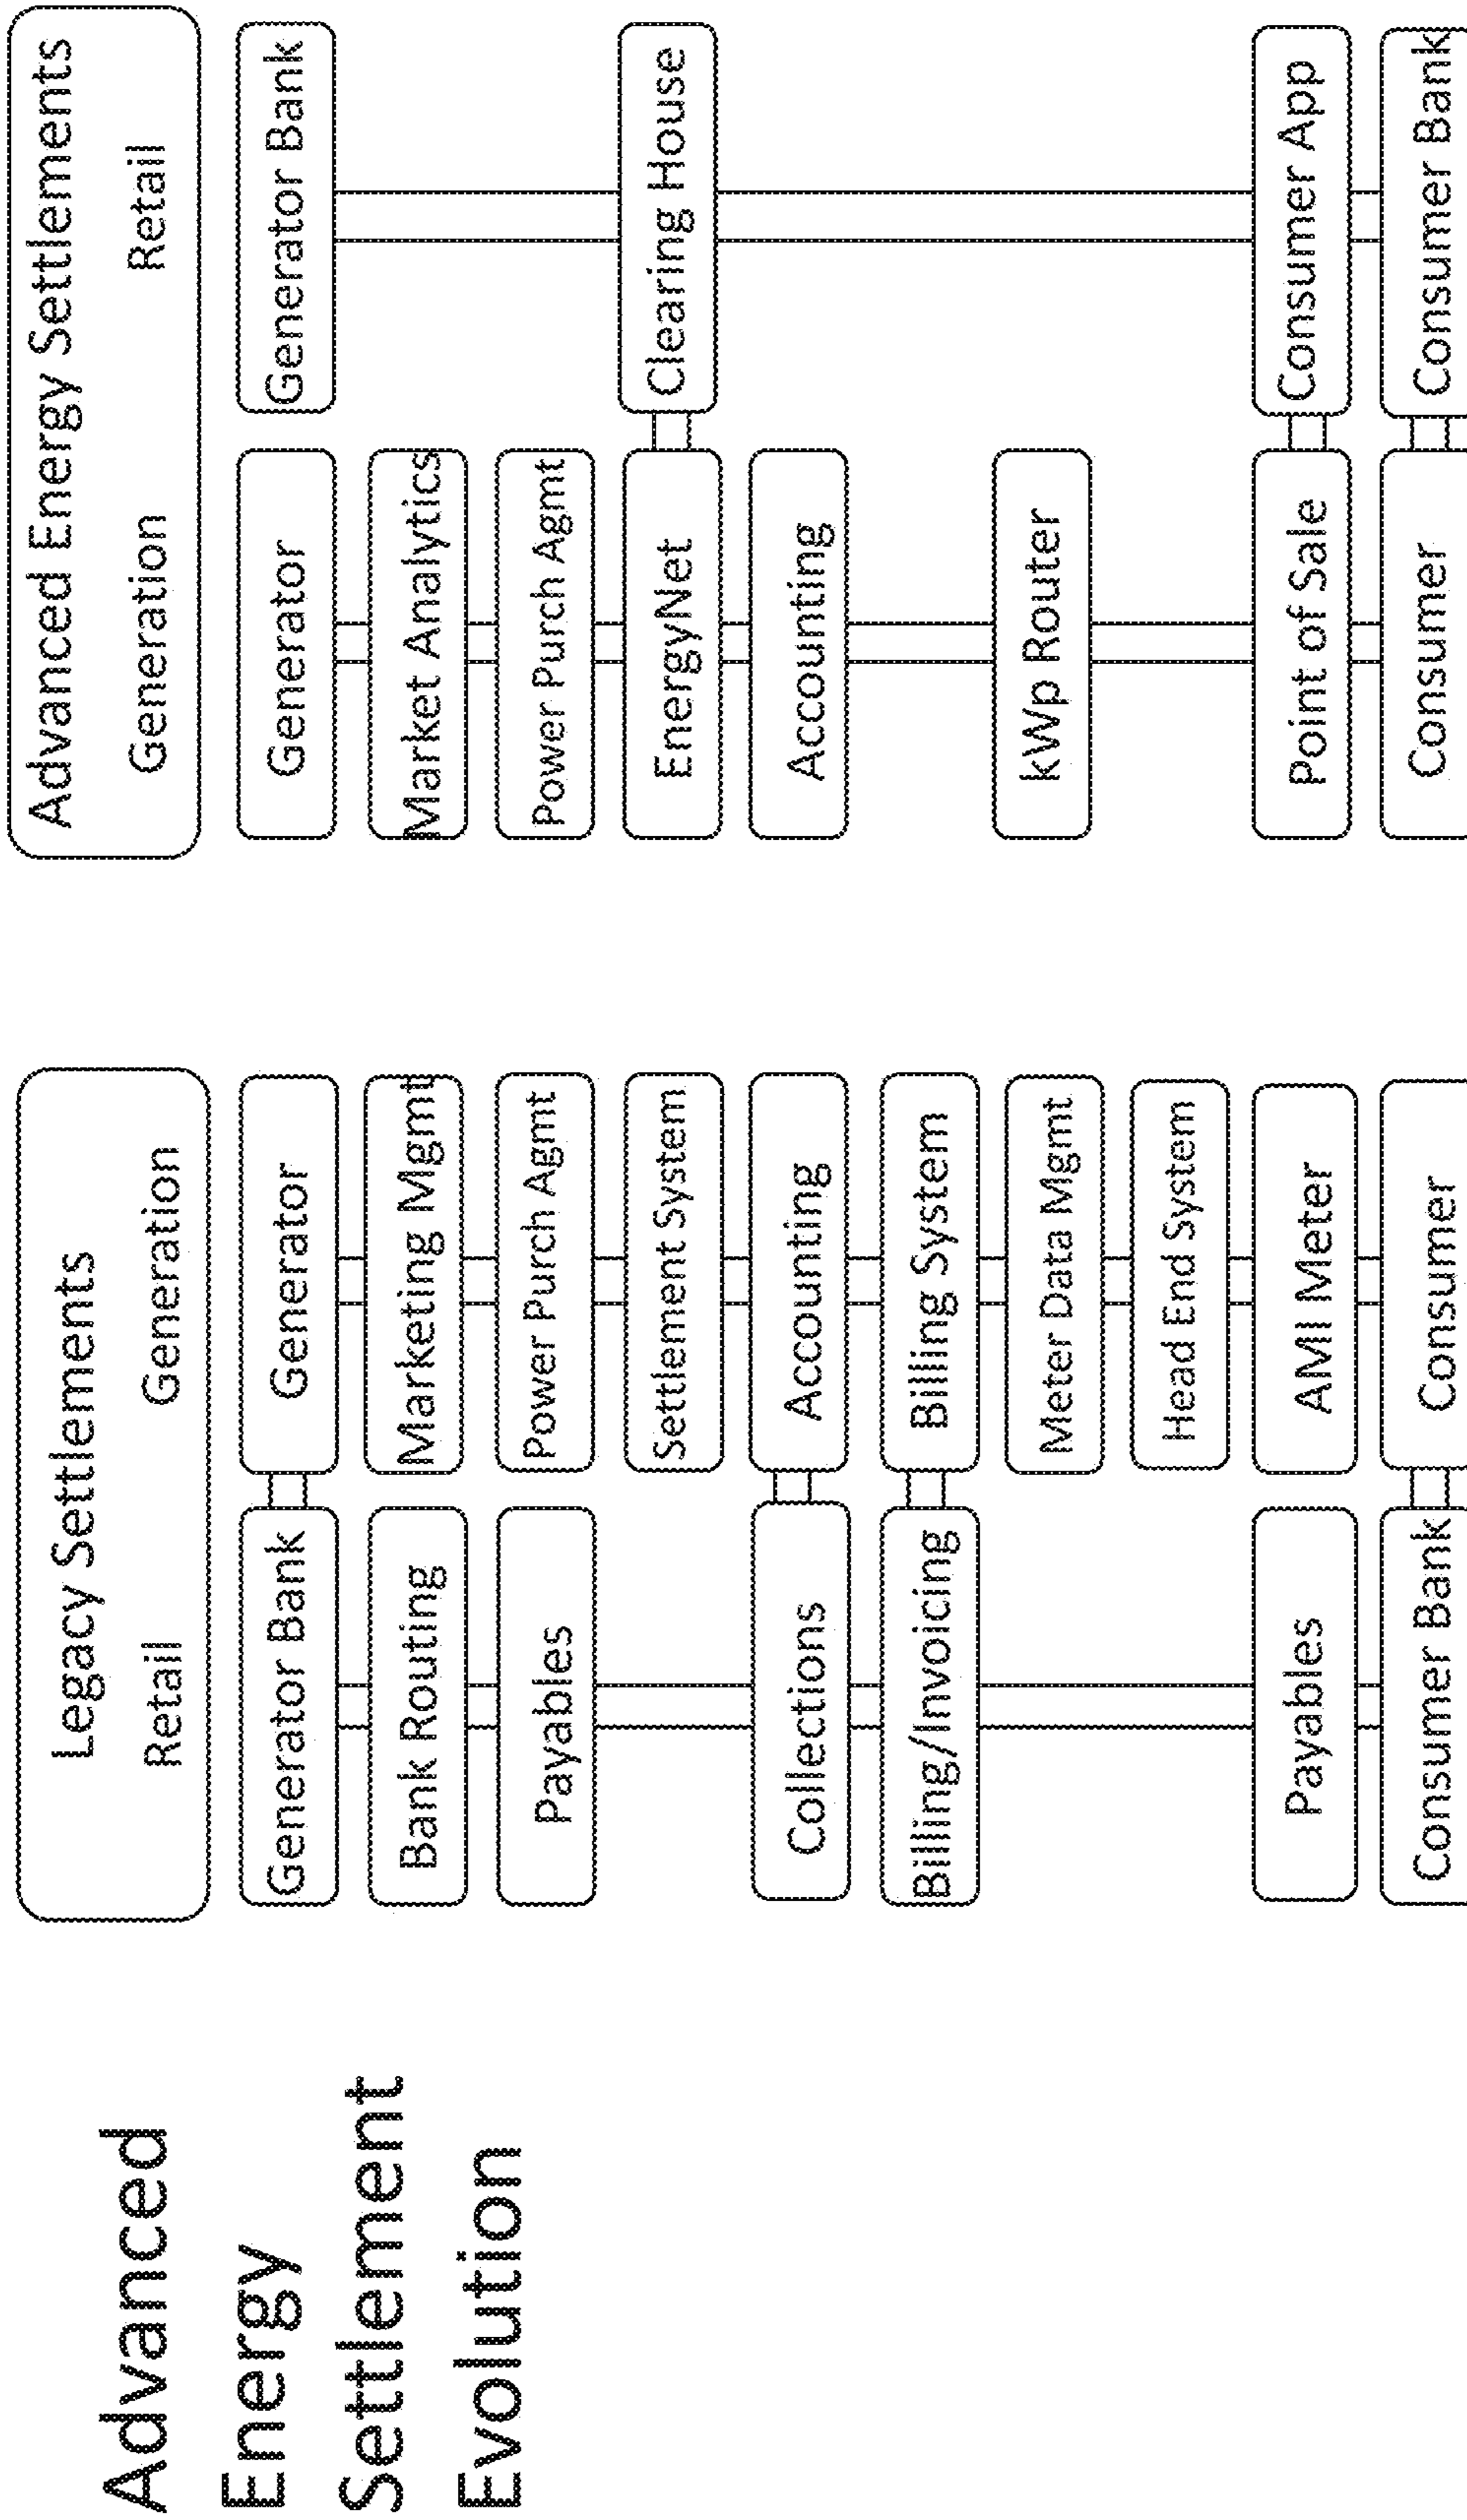 Advanced
Energy
Settlement
Evolution
Legacy Settlements
Retail
Generation
Generator Bank
Generator
Bank Routing
Marketing Mgmt
Payables
Power Purch Agmt
Settlement System
Collections
Accounting
Billing/Invoicing
Billing System
Meter Data Mgmt
Head End System
Payables
AMI Meter
Consumer Bank
Consumer
Advanced Energy Settlements
Generation
Retail
Generator
Generator Bank
Market Analytics
Power Purch Agmt
EnergyNet
Clearing House
Accounting
kWp Router
Point of Sale
Consumer App
Consumer
Consumer Bank